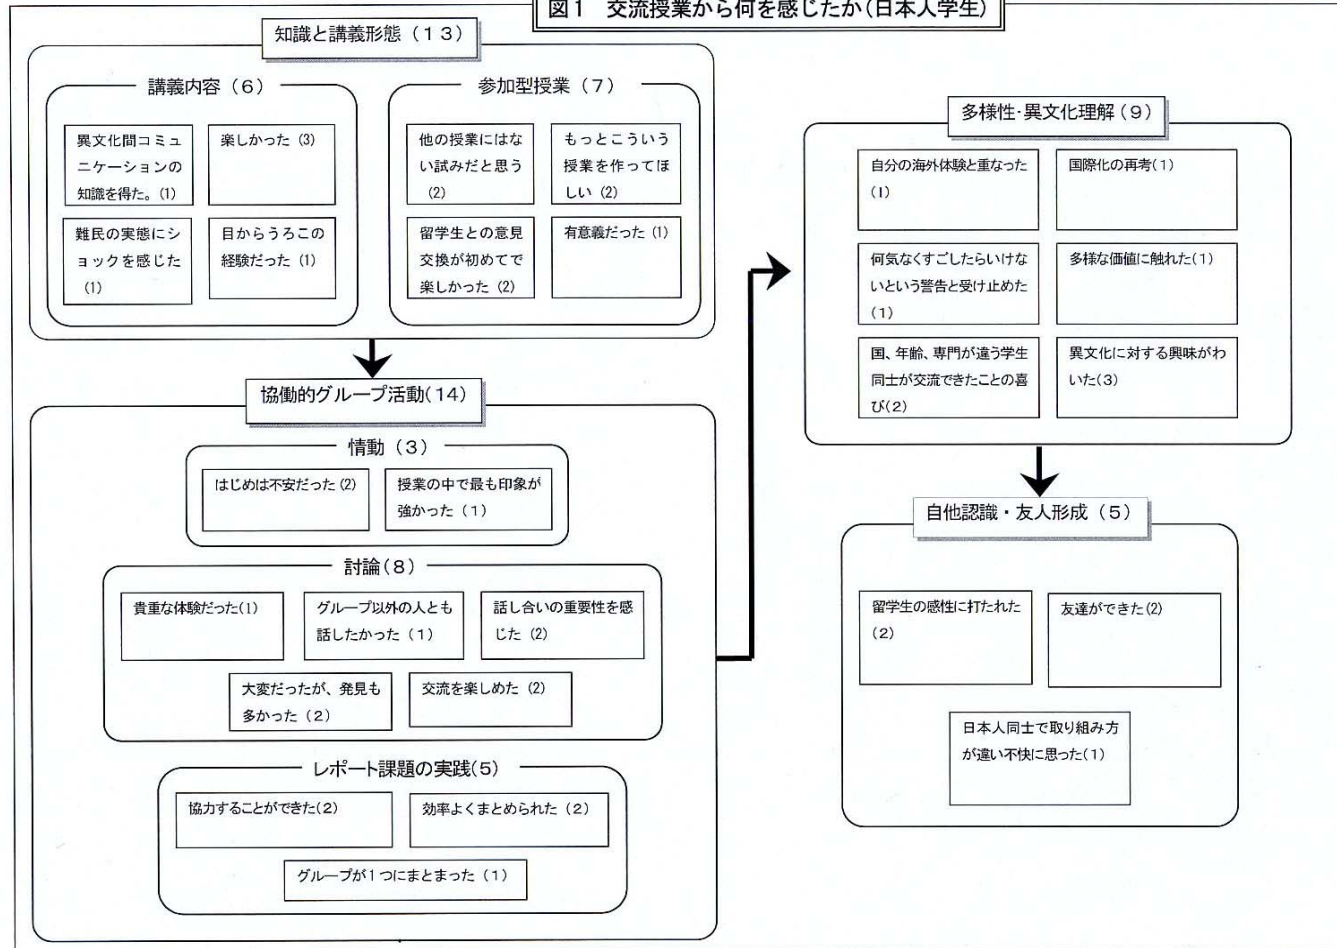 図1　交流授業から何を感じたか(日本人学生)
知識と講義形態（13）
講義内容（6）
異文化間コミュ
ニケーションの
知識を得た。(1)
楽しかった(3)
難民の実態にシ
ョックを感じた
(1)
目からうろこの
経験だった(1)
参加型授業（7）
他の授業にはな
い試みだと思う
(2)
もっとこういう
授業を作ってほ
しい(2)
留学生との意見
交換が初めてで
楽しかった(2)
有意義だった(1)
協働的グループ活動(14)
情動（3）
はじめは不安だった(2)
授業の中で最も印象が
強かった（1）
討論(8)
貴重な体験だった(1)
グループ以外の人とも
話したかった（1）
話し合いの重要性を感
じた(2)
大変だったが、発見も
多かった（2）
交流を楽しめた(2)
レポート課題の実践(5)
協力することができた(2)
効率よくまとめられた（2）
グループが1つにまとまった（1）
多様性･異文化理解(9)
自分の海外体験と重なった
(1)
国際化の再考(1)
何気なくすごしたらいけな
いという警告と受け止めた
(1)
多様な価値に触れた(1)
国、年齢、専門が違う学生
同士が交流できたことの喜
び(2)
異文化に対する興味がわ
いた(3)
自他認識・友人形成（5）
留学生の感性に打たれた
(2)
友達ができた(2)
日本人同士で取り組み方
が違い不快に思った(1)